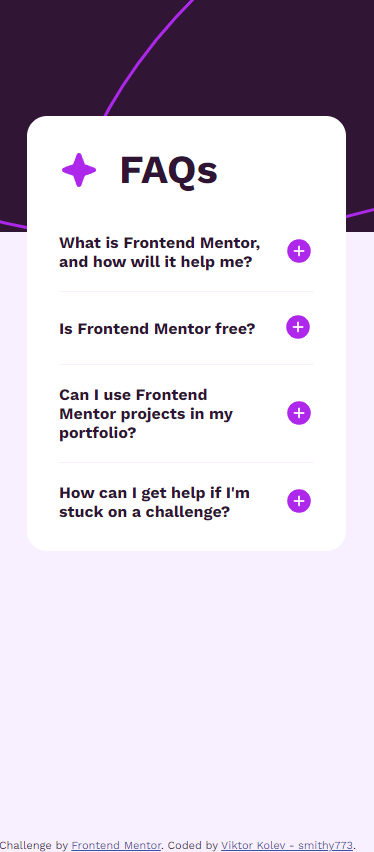 FAQs
What is Frontend Mentor,
and how will it help me?
Is Frontend Mentor free?
Can I use Frontend
Mentor projects in my
portfolio?
How can I get help if I'm
stuck on a challenge?
Challenge by Frontend Mentor. Coded by Viktor Kolev - smithy773.